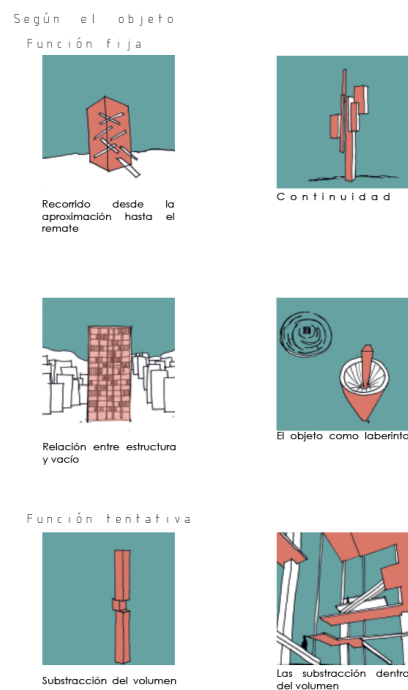 Según el objeto
Función fija
Recorrido desde la
aproximación hasta el
remate
Continuidad
Relación entre estructura
y vacío
El objeto como laberinto
Función tentativa
Substracción del volumen
Las substracción dentro
del volumen